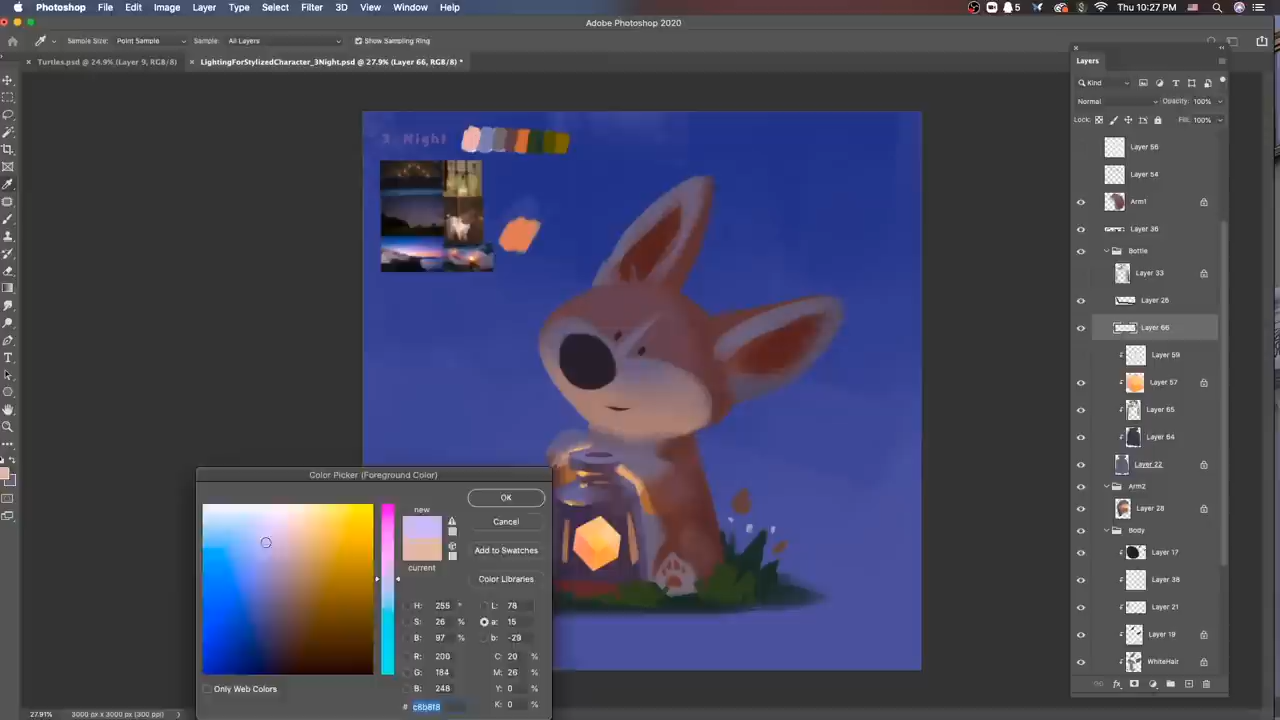 Photoshop File Edit Image Layer Type Select Filter 3D View Window Help 5 Thu 10:27 PM
Adobe Photoshop 2020
Sample Size: Point Sample Sample: All Layers Show Sampling Ring
Turtles.psd @ 24.9% (Layer 9, RGB/8) LightingForStylizedCharacter_3Night.psd @ 27.9% (Layer 66, RGB/8) *
Layers
Kind
Normal Opacity: 100%
Lock: Fill: 100%
3. Night
Layer 56
Layer 54
Arm1
Layer 36
Bottle
Layer 33
Layer 26
Layer 66
Layer 59
Layer 57
Layer 65
Layer 64
Layer 22
Arm2
Layer 28
Body
Layer 17
Layer 38
Layer 21
Layer 19
WhiteHair
Color Picker (Foreground Color)
new
current
OK
Cancel
Add to Swatches
Color Libraries
H: 255 ° L: 78
S: 26 % a: 15
B: 97 % b: -29
R: 200 C: 20 %
G: 184 M: 26 %
B: 248 Y: 0 %
# c8b8f8 K: 0 %
Only Web Colors
27.91% 3000 px x 3000 px (300 ppi)